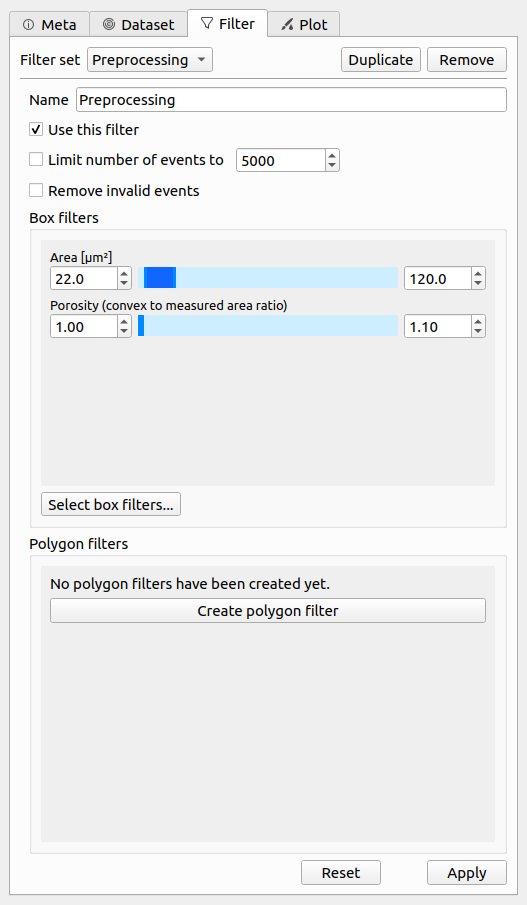 Meta Dataset Filter Plot
Filter set Preprocessing Duplicate Remove
Name Preprocessing
Use this filter
Limit number of events to 5000
Remove invalid events
Box filters
Area [µm²]
22.0 120.0
Porosity (convex to measured area ratio)
1.00 1.10
Select box filters...
Polygon filters
No polygon filters have been created yet.
Create polygon filter
Reset Apply